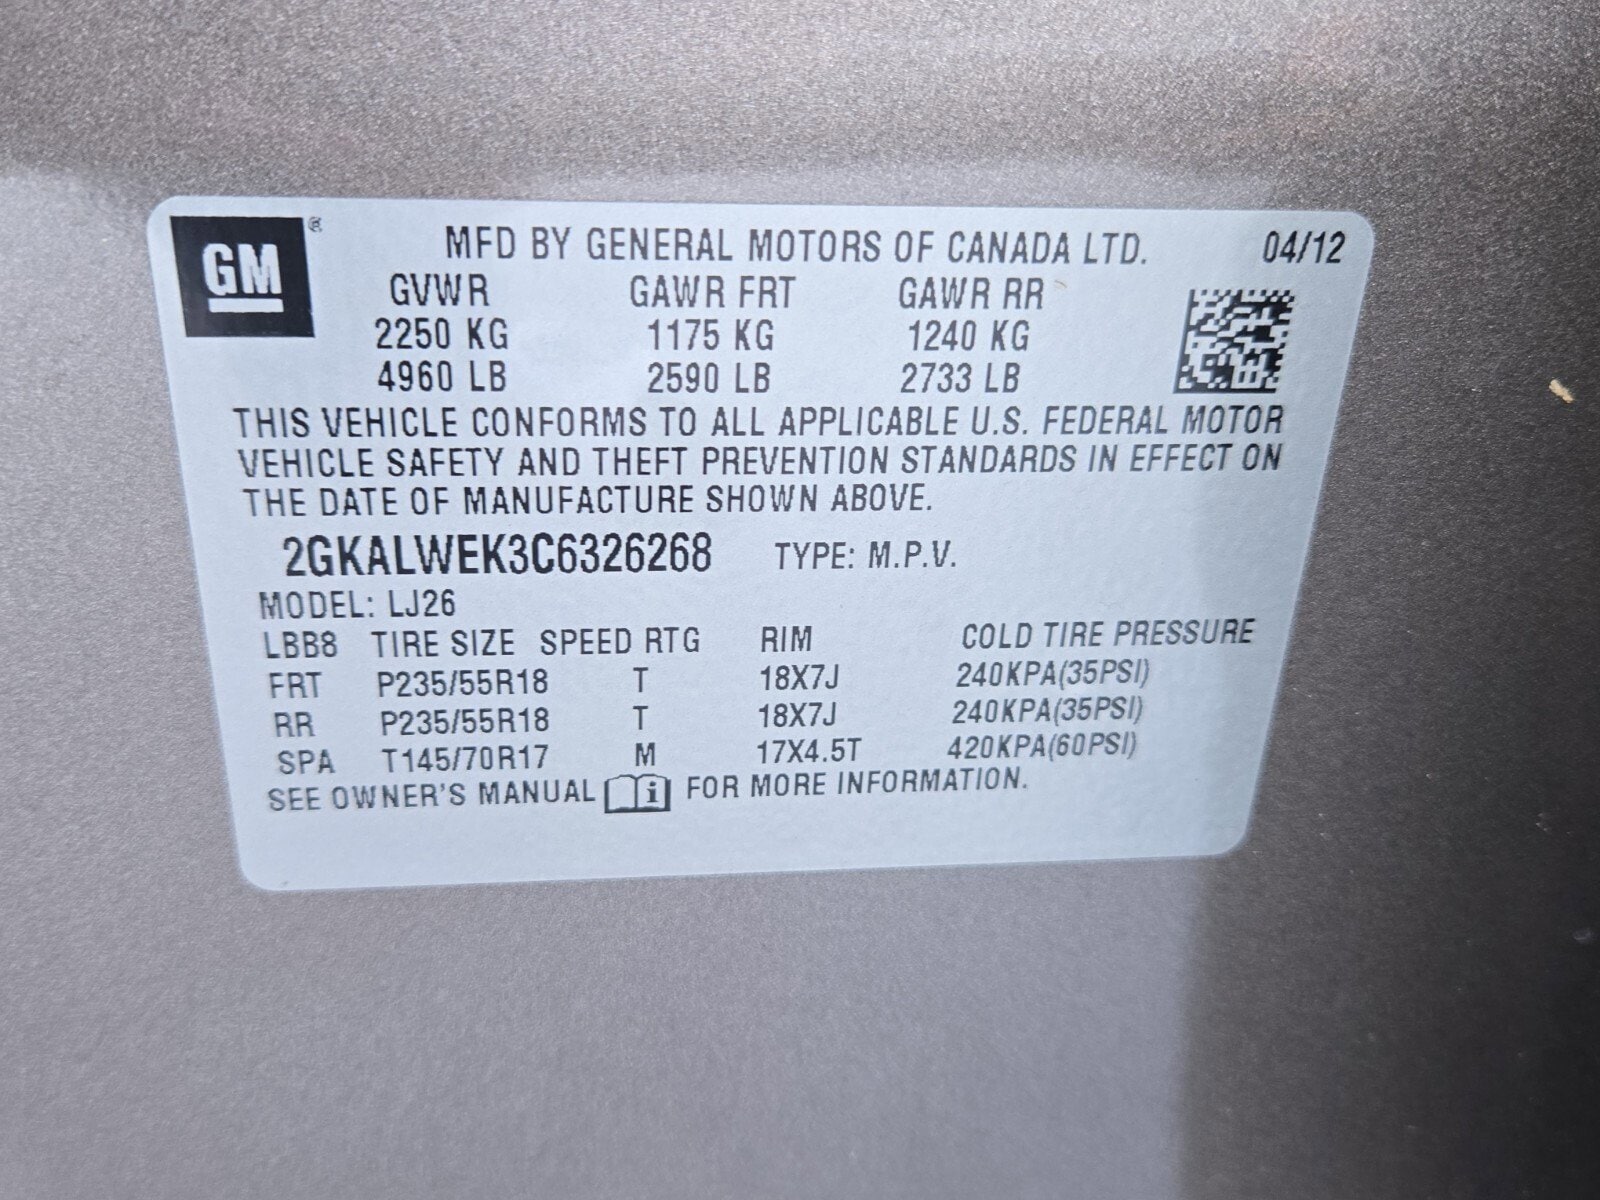 GM ®
MFD BY GENERAL MOTORS OF CANADA LTD. 04/12
GVWR GAWR FRT GAWR RR
2250 KG 1175 KG 1240 KG
4960 LB 2590 LB 2733 LB
THIS VEHICLE CONFORMS TO ALL APPLICABLE U.S. FEDERAL MOTOR
VEHICLE SAFETY AND THEFT PREVENTION STANDARDS IN EFFECT ON
THE DATE OF MANUFACTURE SHOWN ABOVE.
2GKALWEK3C6326268 TYPE: M.P.V.
MODEL: LJ26
LBB8 TIRE SIZE SPEED RTG RIM COLD TIRE PRESSURE
FRT P235/55R18 T 18X7J 240KPA(35PSI)
RR P235/55R18 T 18X7J 240KPA(35PSI)
SPA T145/70R17 M 17X4.5T 420KPA(60PSI)
SEE OWNER'S MANUAL i FOR MORE INFORMATION.